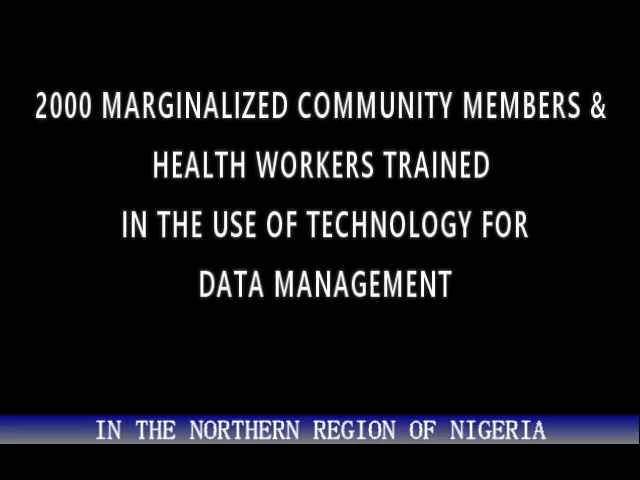 2000 MARGINALIZED COMMUNITY MEMBERS &
HEALTH WORKERS TRAINED
IN THE USE OF TECHNOLOGY FOR
DATA MANAGEMENT
IN THE NORTHERN REGION OF NIGERIA